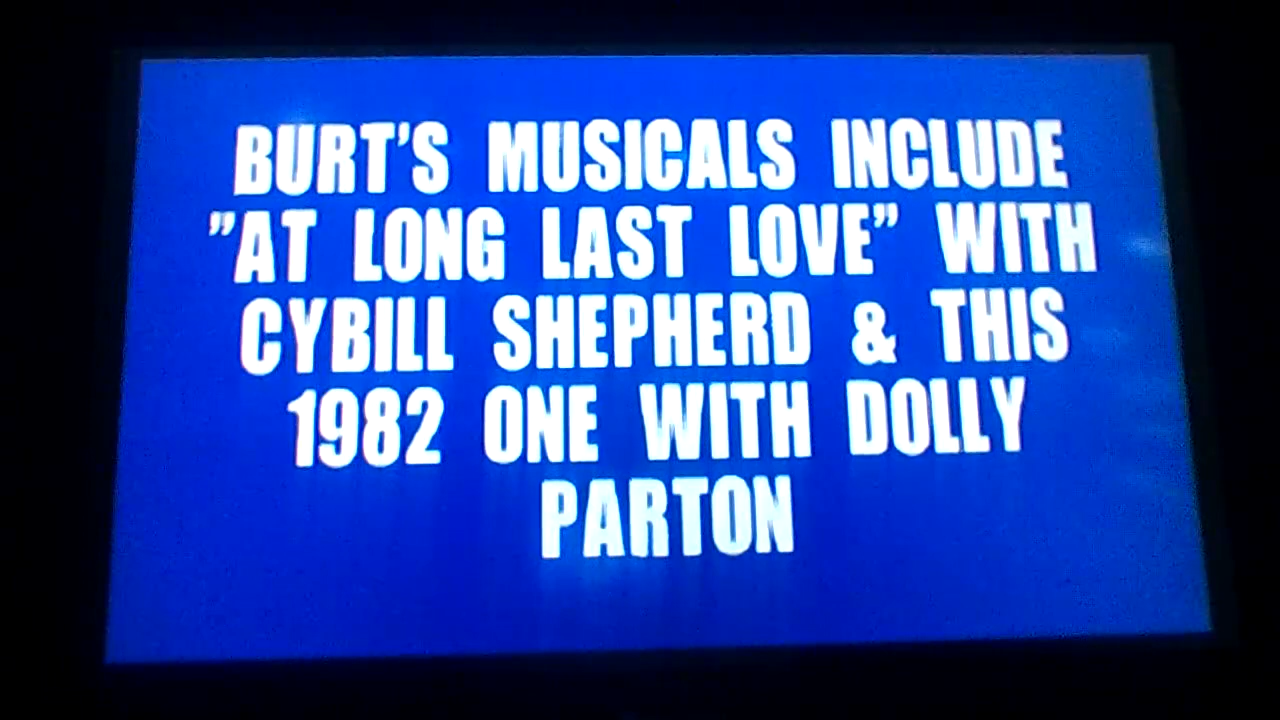 BURT'S MUSICALS INCLUDE
"AT LONG LAST LOVE" WITH
CYBILL SHEPHERD & THIS
1982 ONE WITH DOLLY
PARTON